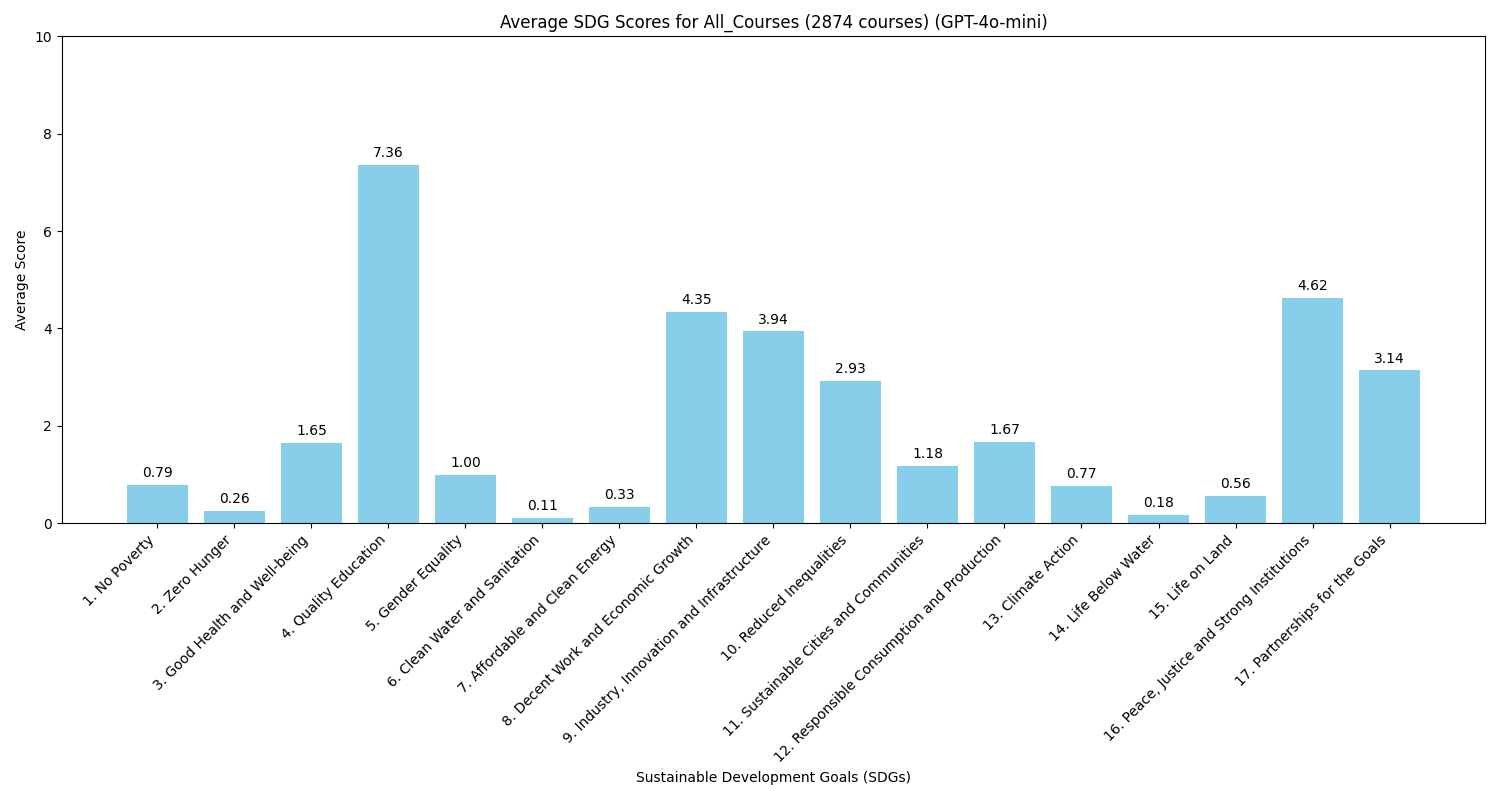 Average SDG Scores for All_Courses (2874 courses) (GPT-4o-mini)
Average Score
10
8
6
4
2
0
0.79
0.26
1.65
7.36
1.00
0.11
0.33
4.35
3.94
2.93
1.18
1.67
0.77
0.18
0.56
4.62
3.14
1. No Poverty
2. Zero Hunger
3. Good Health and Well-being
4. Quality Education
5. Gender Equality
6. Clean Water and Sanitation
7. Affordable and Clean Energy
8. Decent Work and Economic Growth
9. Industry, Innovation and Infrastructure
10. Reduced Inequalities
11. Sustainable Cities and Communities
12. Responsible Consumption and Production
13. Climate Action
14. Life Below Water
15. Life on Land
16. Peace, Justice and Strong Institutions
17. Partnerships for the Goals
Sustainable Development Goals (SDGs)